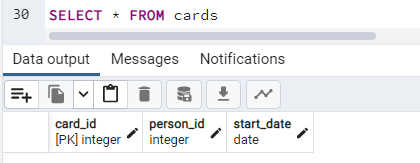 30 SELECT * FROM cards
Data output Messages Notifications
card_id person_id start_date
[PK] integer integer date